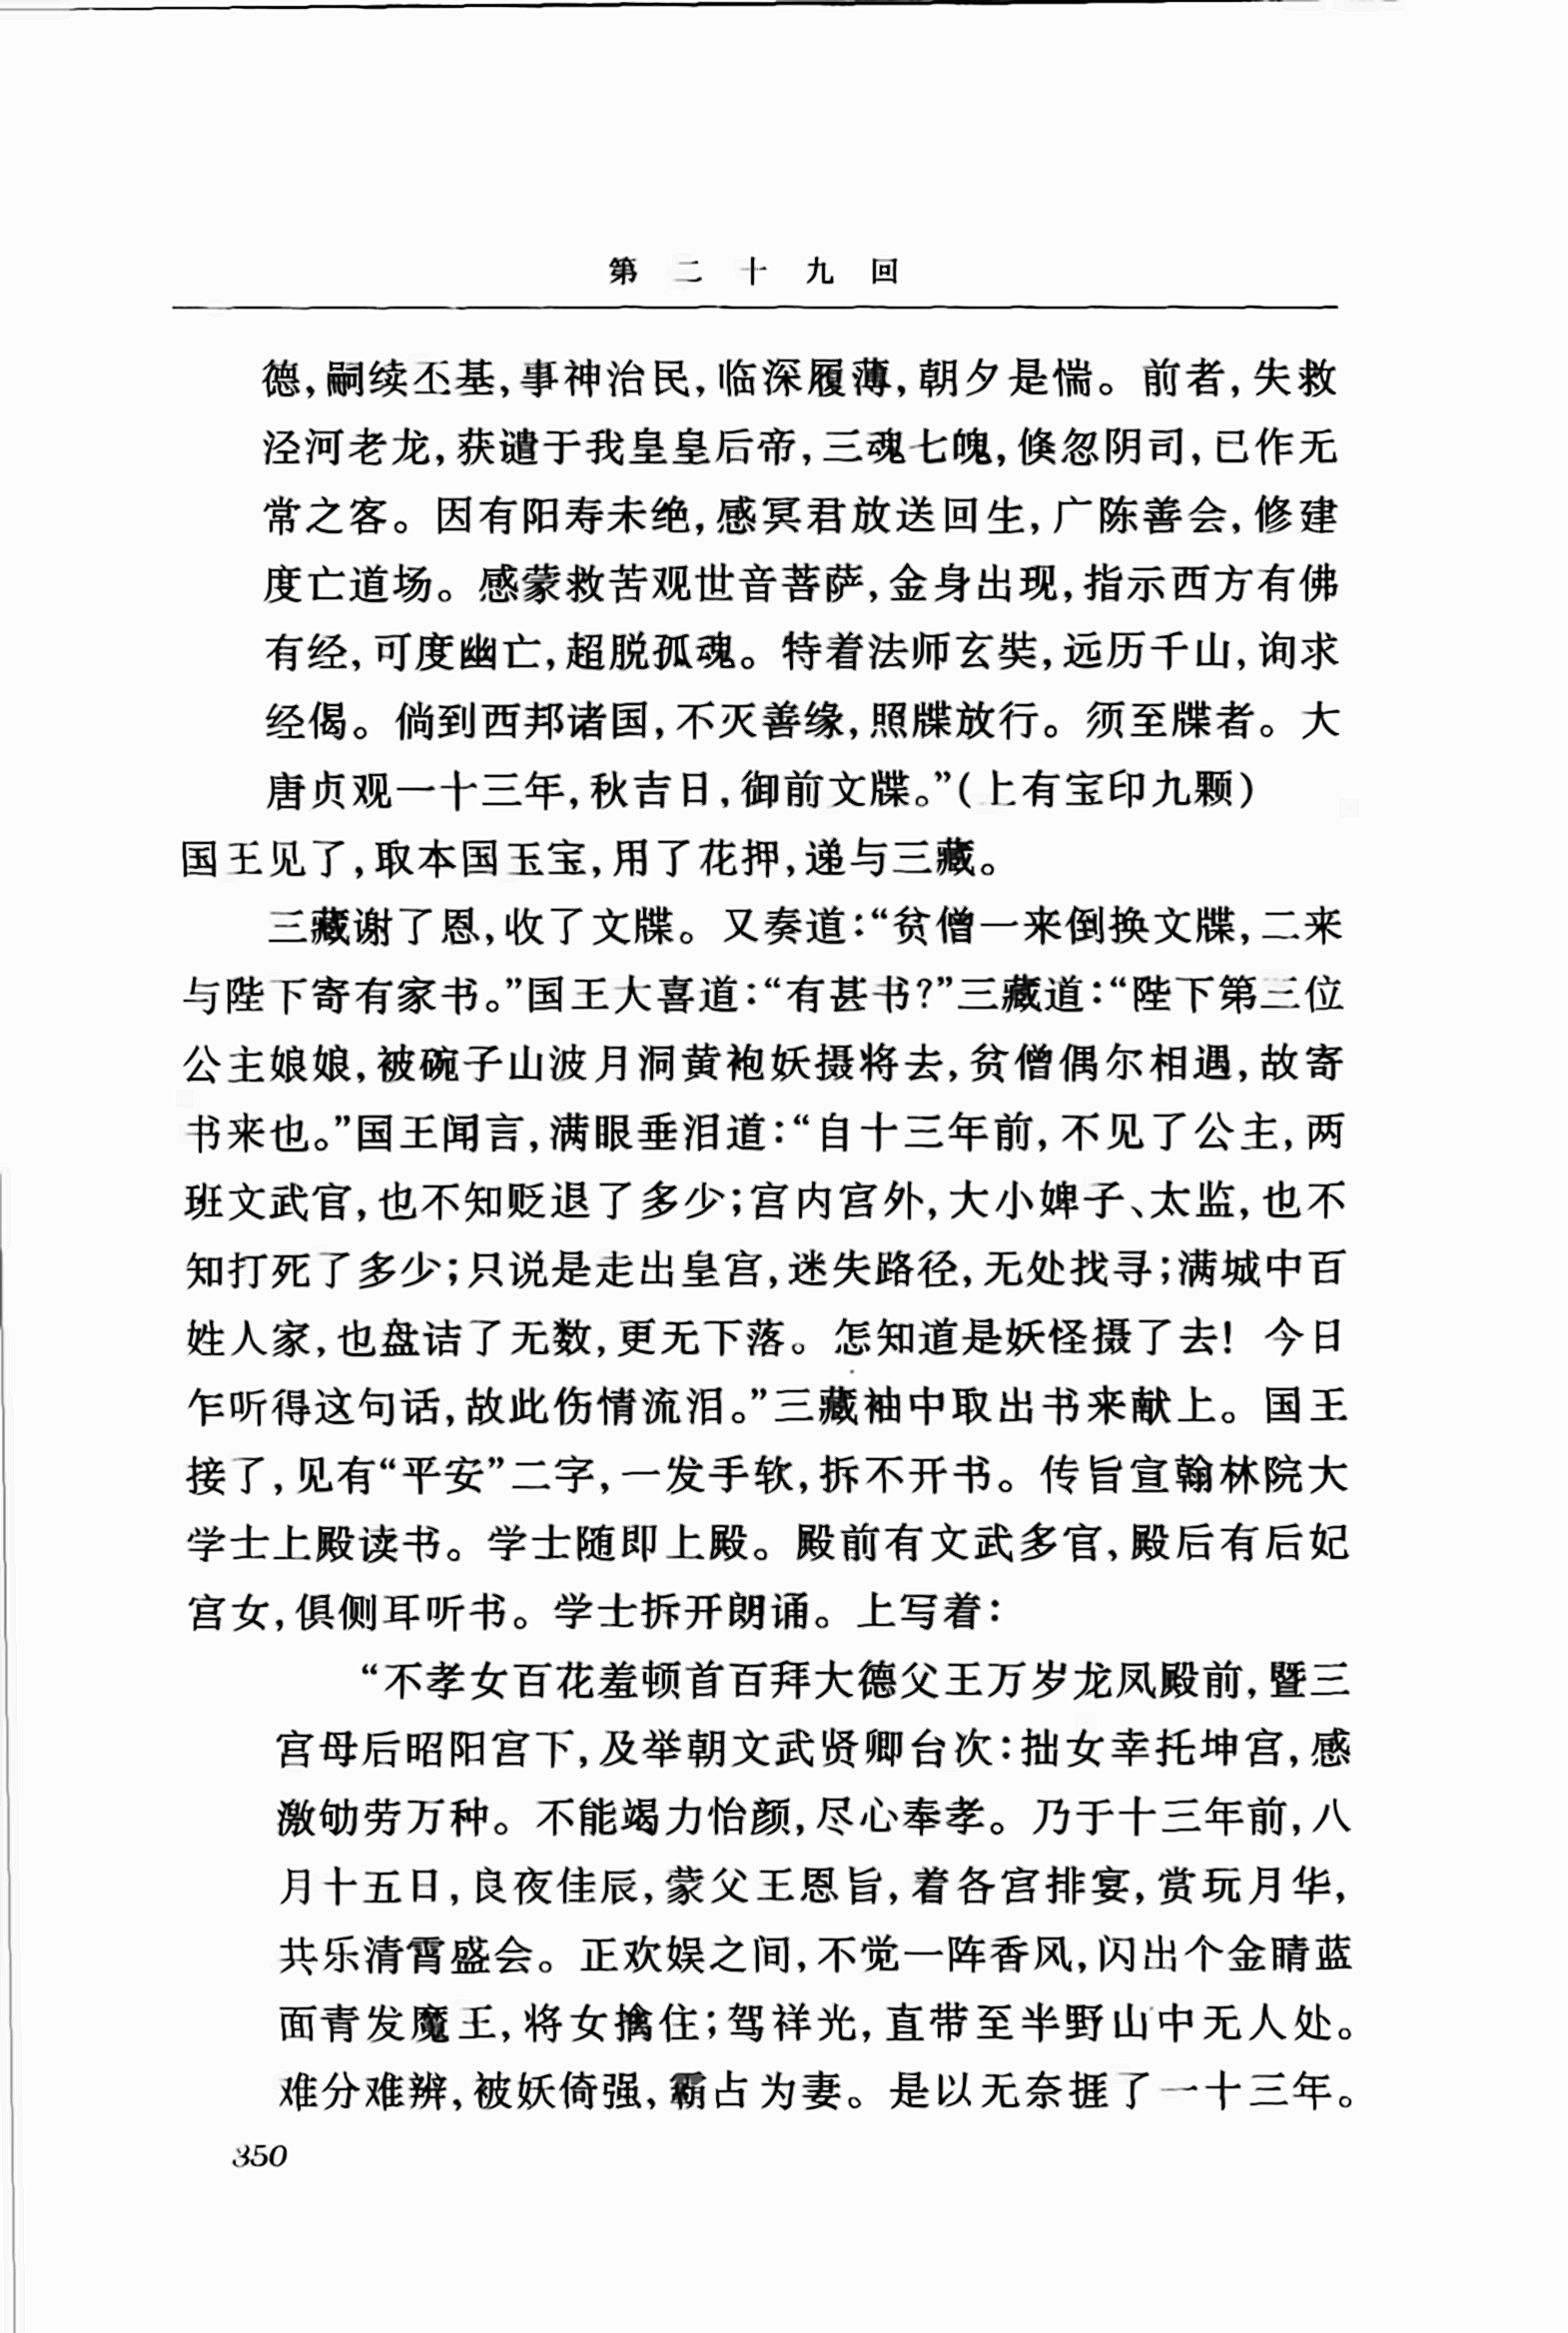 第二十九回
德,嗣续丕基,事神治民,临深履薄,朝夕是惴。前者,失救
泾河老龙,获谴于我皇皇后帝,三魂七魄,倏忽阴司,已作无
常之客。因有阳寿未绝,感冥君放送回生,广陈善会,修建
度亡道场。感蒙救苦观世音菩萨,金身出现,指示西方有佛
有经,可度幽亡,超脱孤魂。特着法师玄奘,远历千山,询求
经偈。倘到西邦诸国,不灭善缘,照牒放行。须至牒者。大
唐贞观一十三年,秋吉日,御前文牒。”(上有宝印九颗)
国王见了,取本国玉宝,用了花押,递与三藏。
三藏谢了恩,收了文牒。又奏道:“贫僧一来倒换文牒,二来
与陛下寄有家书。”国王大喜道:“有甚书?”三藏道:“陛下第三位
公主娘娘,被碗子山波月洞黄袍妖摄将去,贫僧偶尔相遇,故寄
书来也。”国王闻言,满眼垂泪道:“自十三年前,不见了公主,两
班文武官,也不知贬退了多少;宫内宫外,大小婢子、太监,也不
知打死了多少;只说是走出皇宫,迷失路径,无处找寻;满城中百
姓人家,也盘诘了无数,更无下落。怎知道是妖怪摄了去! 今日
乍听得这句话,故此伤情流泪。”三藏袖中取出书来献上。国王
接了,见有“平安”二字,一发手软,拆不开书。传旨宣翰林院大
学士上殿读书。学士随即上殿。殿前有文武多官,殿后有后妃
宫女,俱侧耳听书。学士拆开朗诵。上写着:
“不孝女百花羞顿首百拜大德父王万岁龙凤殿前,暨三
宫母后昭阳宫下,及举朝文武贤卿台次:拙女幸托坤宫,感
激劬劳万种。不能竭力怡颜,尽心奉孝。乃于十三年前,八
月十五日,良夜佳辰,蒙父王恩旨,着各宫排宴,赏玩月华,
共乐清霄盛会。正欢娱之间,不觉一阵香风,闪出个金睛蓝
面青发魔王,将女擒住;驾祥光,直带至半野山中无人处。
难分难辨,被妖倚强,霸占为妻。是以无奈捱了一十三年。
350